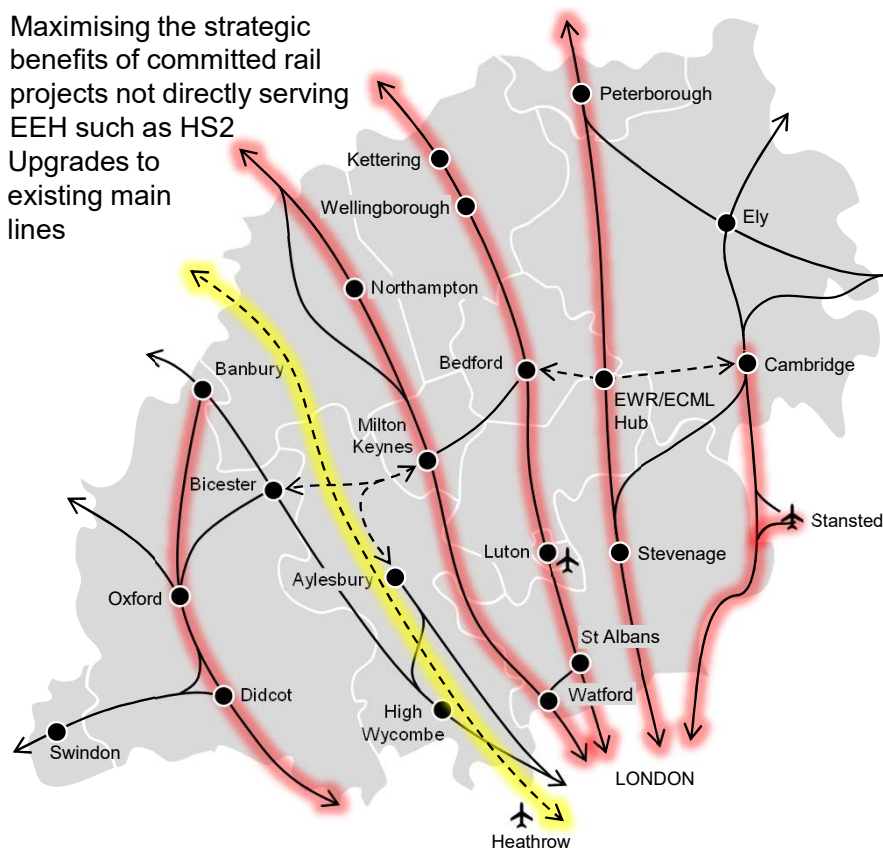 Maximising the strategic
benefits of committed rail
projects not directly serving
EEH such as HS2
Upgrades to
existing main
lines
Peterborough
Kettering
Wellingborough
Ely
Northampton
Banbury
Bedford
Cambridge
EWR/ECML
Hub
Milton
Keynes
Bicester
Stansted
Luton
Stevenage
Aylesbury
Oxford
St Albans
Didcot
Watford
High
Wycombe
Swindon
LONDON
Heathrow